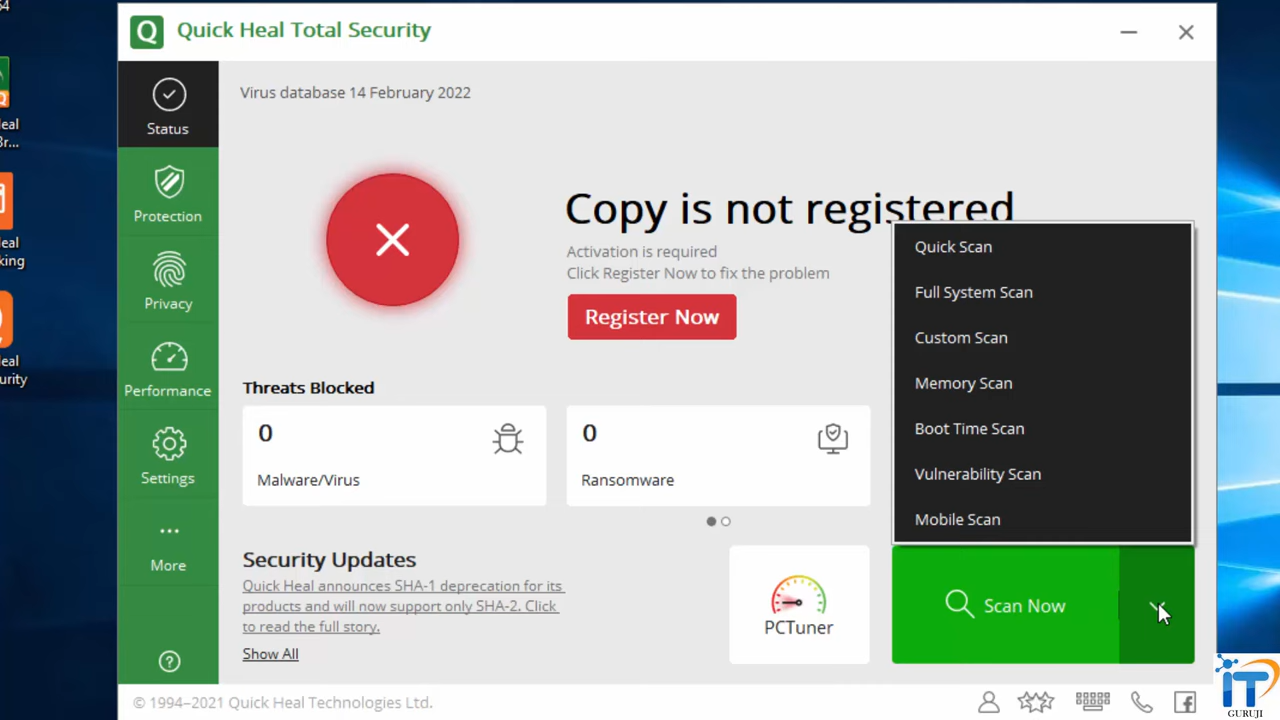 Q Quick Heal Total Security
Virus database 14 February 2022
Status
Protection
Privacy
Performance
Settings
More
Copy is not registered
Activation is required
Click Register Now to fix the problem
Register Now
Threats Blocked
0
Malware/Virus
0
Ransomware
Quick Scan
Full System Scan
Custom Scan
Memory Scan
Boot Time Scan
Vulnerability Scan
Mobile Scan
Security Updates
Quick Heal announces SHA-1 deprecation for its
products and will now support only SHA-2. Click
to read the full story.
Show All
PCTuner
Scan Now
© 1994–2021 Quick Heal Technologies Ltd.
iT
GURUJI